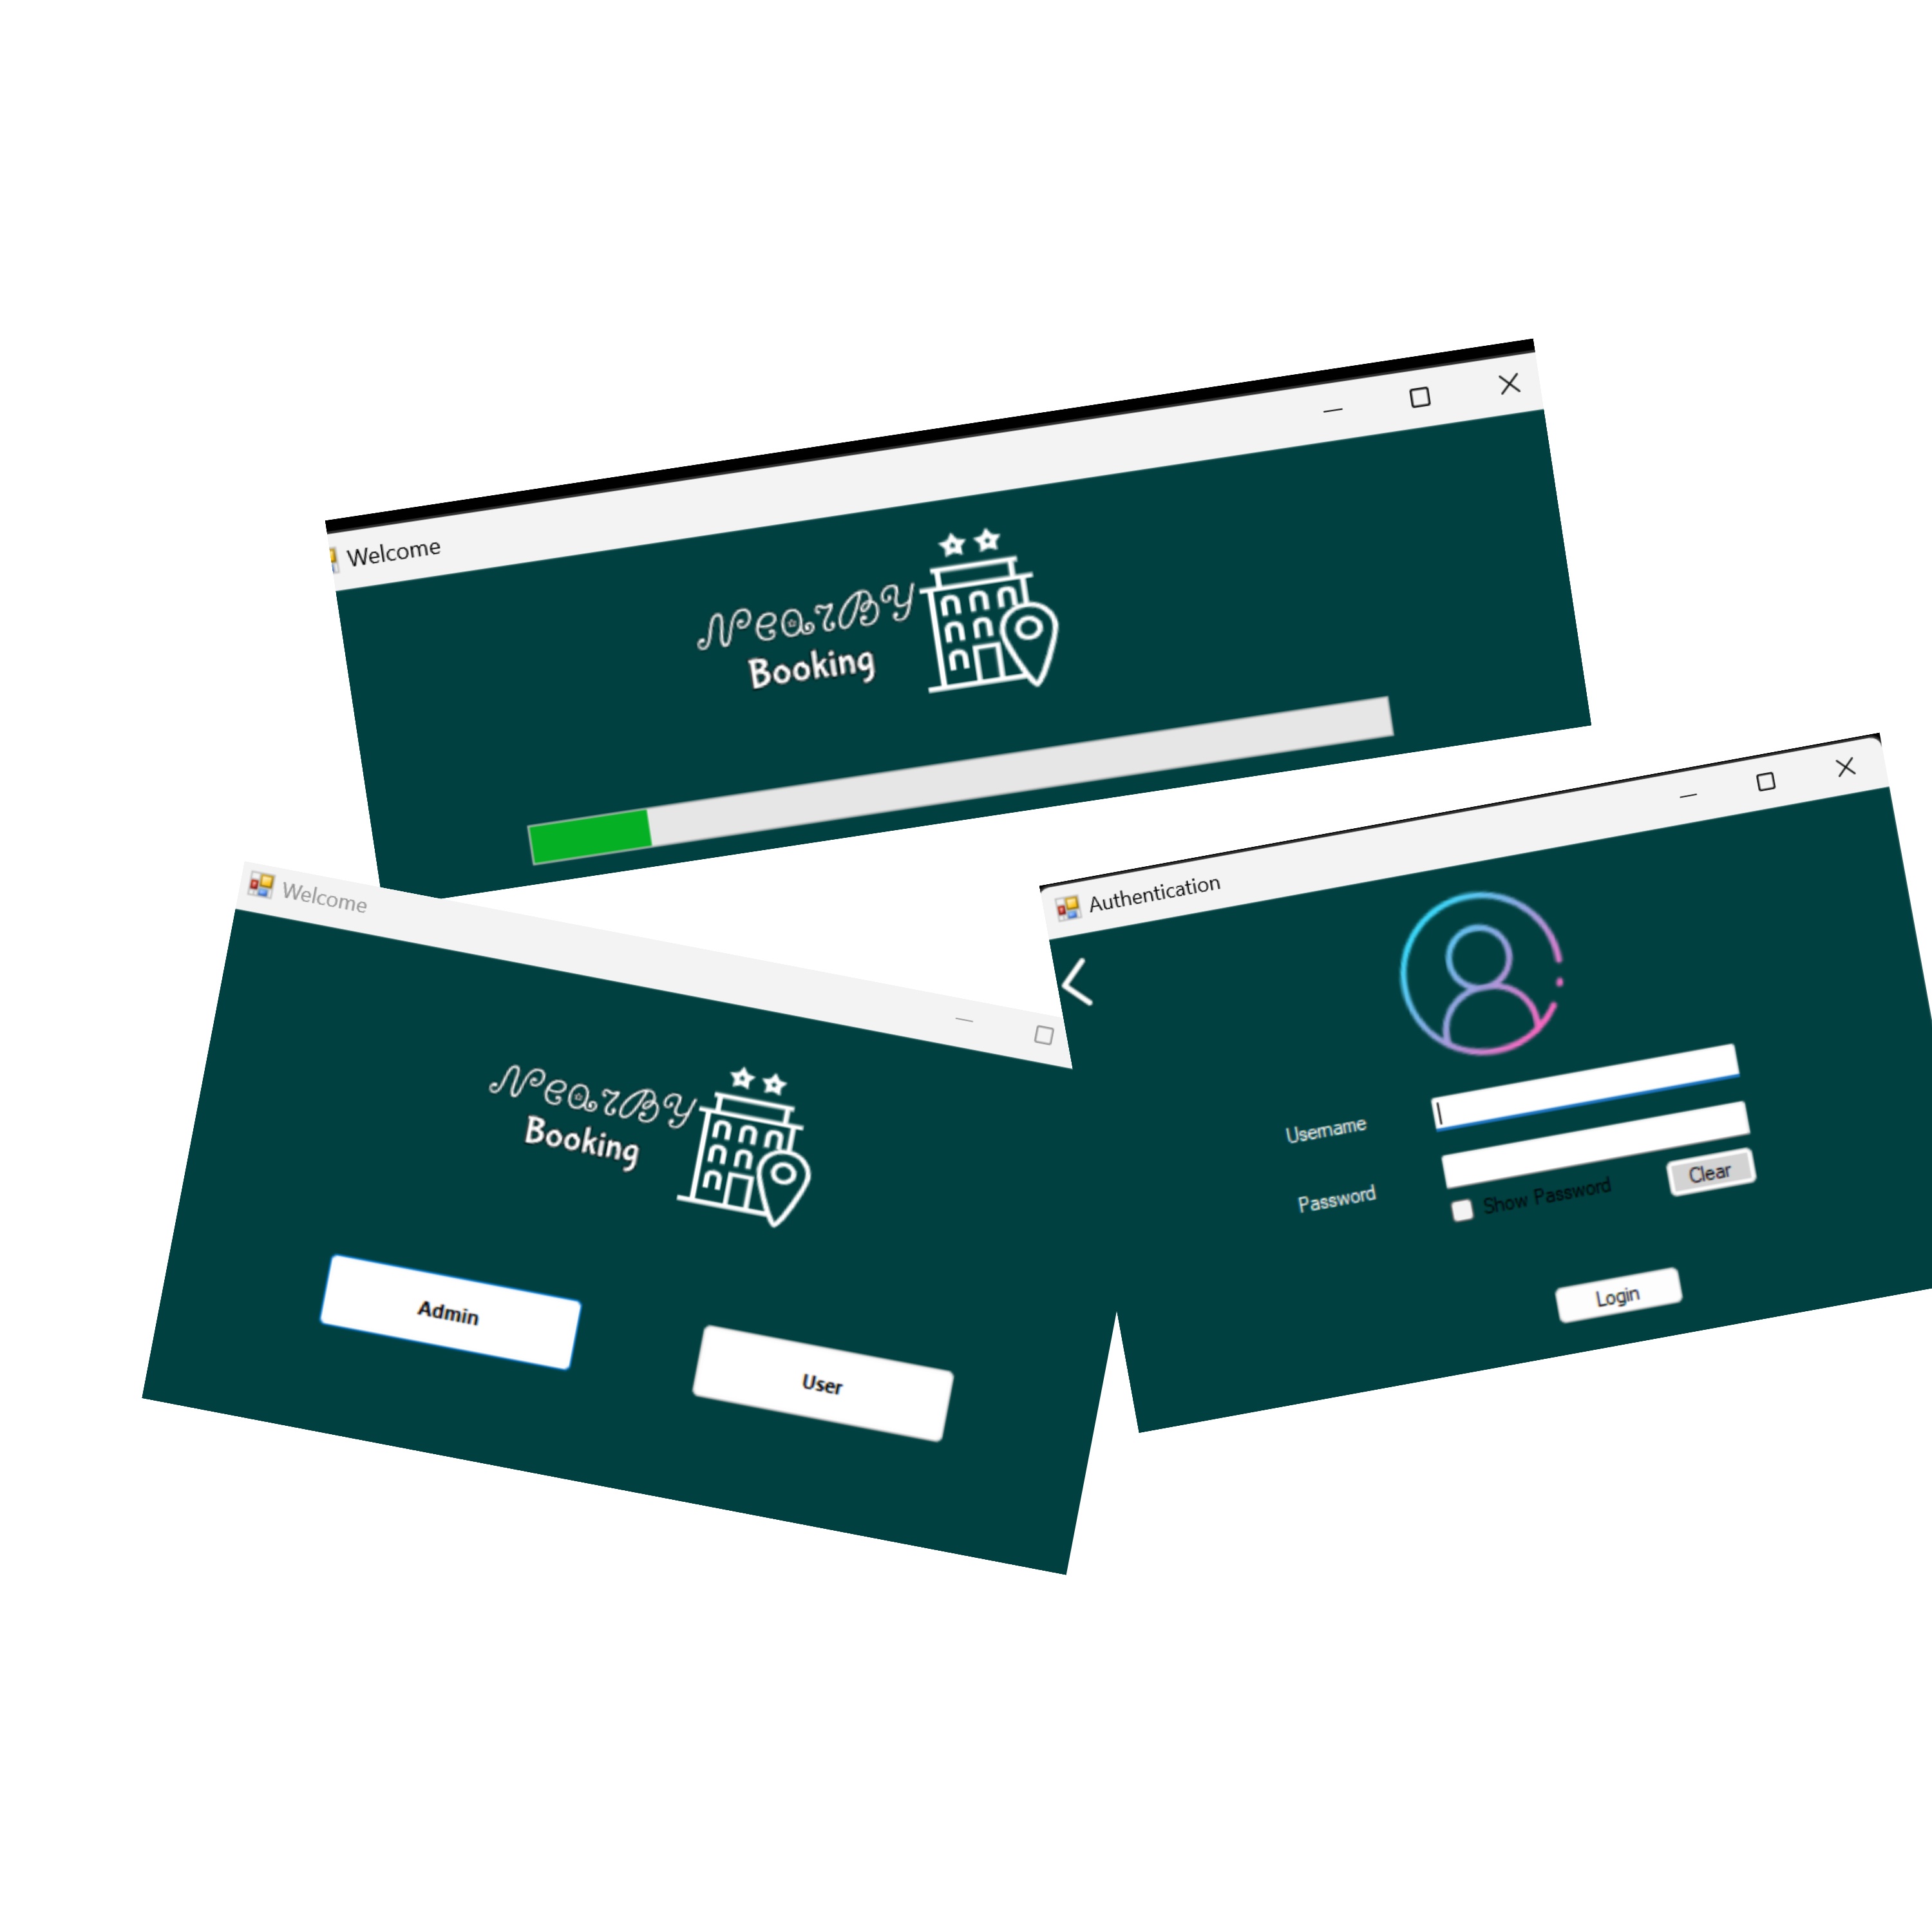 Welcome
NearBy
Booking
Welcome
NearBy
Booking
Admin
User
Authentication
Username
Password
Show Password
Clear
Login